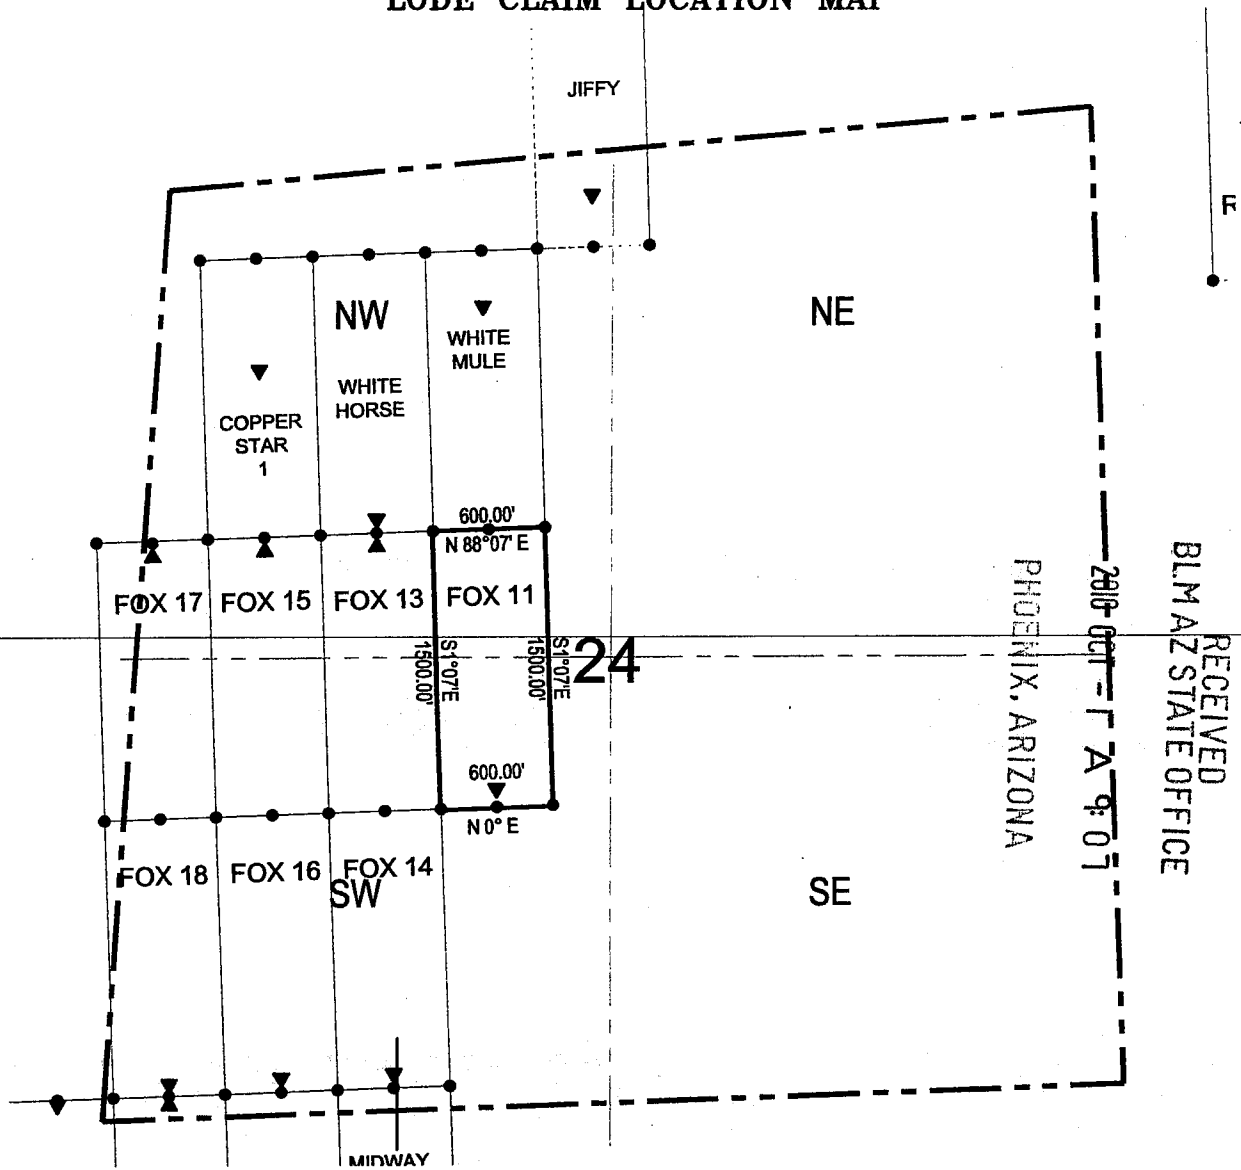 LODE CLAIM LOCATION MAP
JIFFY
NW
NE
WHITE
MULE
WHITE
HORSE
COPPER
STAR
1
600.00'
N 88°07' E
FOX 17
FOX 15
FOX 13
FOX 11
S1°07'E
1500.00'
S1°07'E
1500.00'
24
600.00'
N 0° E
FOX 18
FOX 16
FOX 14
SW
SE
MIDWAY
RECEIVED
BLM AZ STATE OFFICE
2010 OCT -1 A 9:07
PHOENIX, ARIZONA